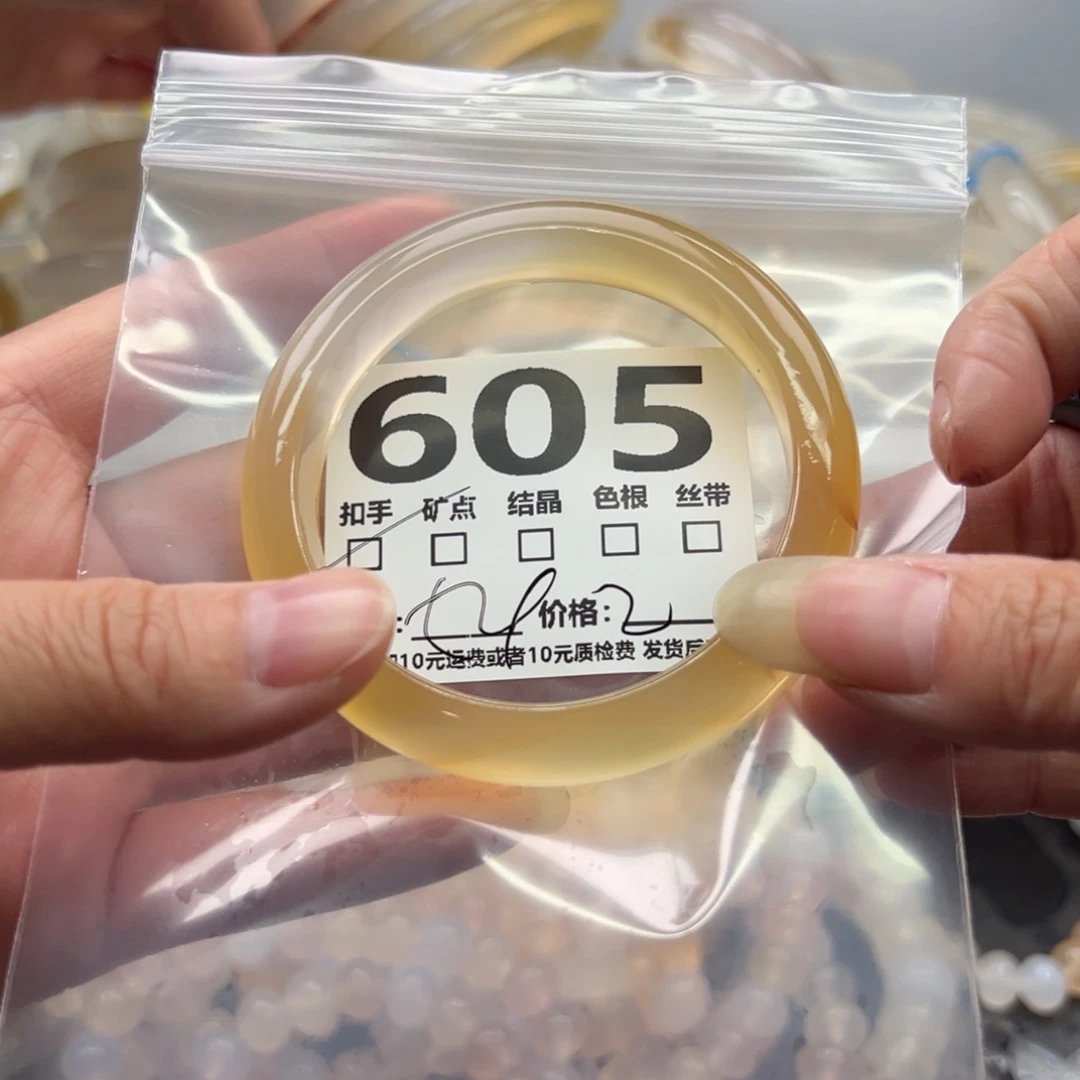 605
扣手 矿点 结晶 色根 丝带
: 价格: 2
10元运费或者10元质检费 发货后